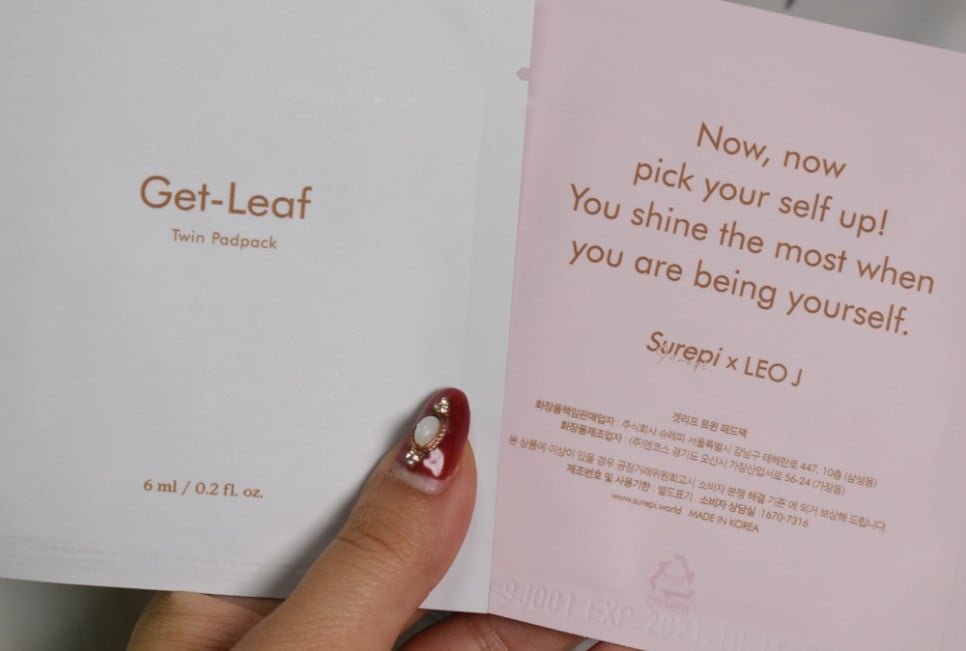 Get-Leaf
Twin Padpack
6 ml / 0.2 fl. oz.
Now, now
pick your self up!
You shine the most when
you are being yourself.
Surepi x LEO J
겟리프 트윈 패드팩
화장품책임판매업자 : 주식회사 슈레피 서울특별시 강남구 테헤란로 447, 10층 (삼성동)
화장품제조업자 : (주)앤코스 경기도 오산시 가장산업서로 56-24 (가장동)
본 상품에 이상이 있을 경우 공정거래위원회고시 '소비자 분쟁 해결 기준'에 의거 보상해 드립니다.
제조번호 및 사용기한 : 별도표기 소비자 상담실 : 1670-7316
www.surepi.world MADE IN KOREA
OTHER
9J001 EXP 2021.10